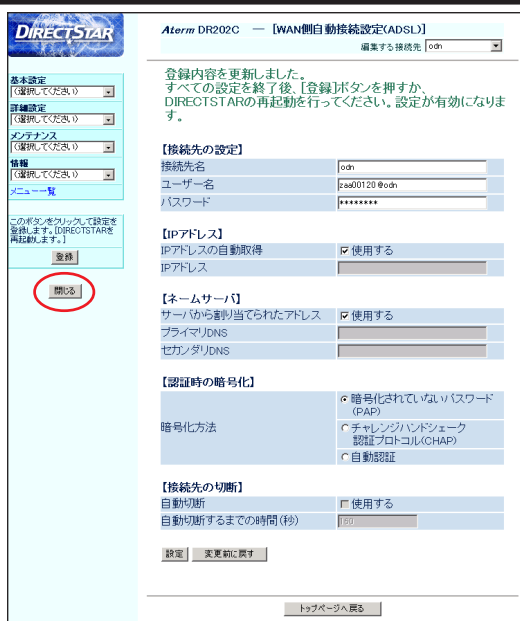 DIRECTSTAR
基本設定
(選択してください)
詳細設定
(選択してください)
メンテナンス
(選択してください)
情報
(選択してください)
メニュー一覧
このボタンをクリックして設定を
登録します。[DIRECTSTARを
再起動します。]
登録
閉じる
Aterm DR202C — [WAN側自動接続設定(ADSL)]
編集する接続先 odn
登録内容を更新しました。
すべての設定を終了後、[登録]ボタンを押すか、
DIRECTSTARの再起動を行ってください。設定が有効になりま
す。
【接続先の設定】
接続先名 odn
ユーザー名 zaa00120@odn
パスワード ********
【IPアドレス】
IPアドレスの自動取得 使用する
IPアドレス
【ネームサーバ】
サーバから割り当てられたアドレス 使用する
プライマリDNS
セカンダリDNS
【認証時の暗号化】
暗号化方法
暗号化されていないパスワード
(PAP)
チャレンジハンドシェーク
認証プロトコル(CHAP)
自動認証
【接続先の切断】
自動切断 使用する
自動切断するまでの時間(秒) 160
設定 変更前に戻す
トップページへ戻る